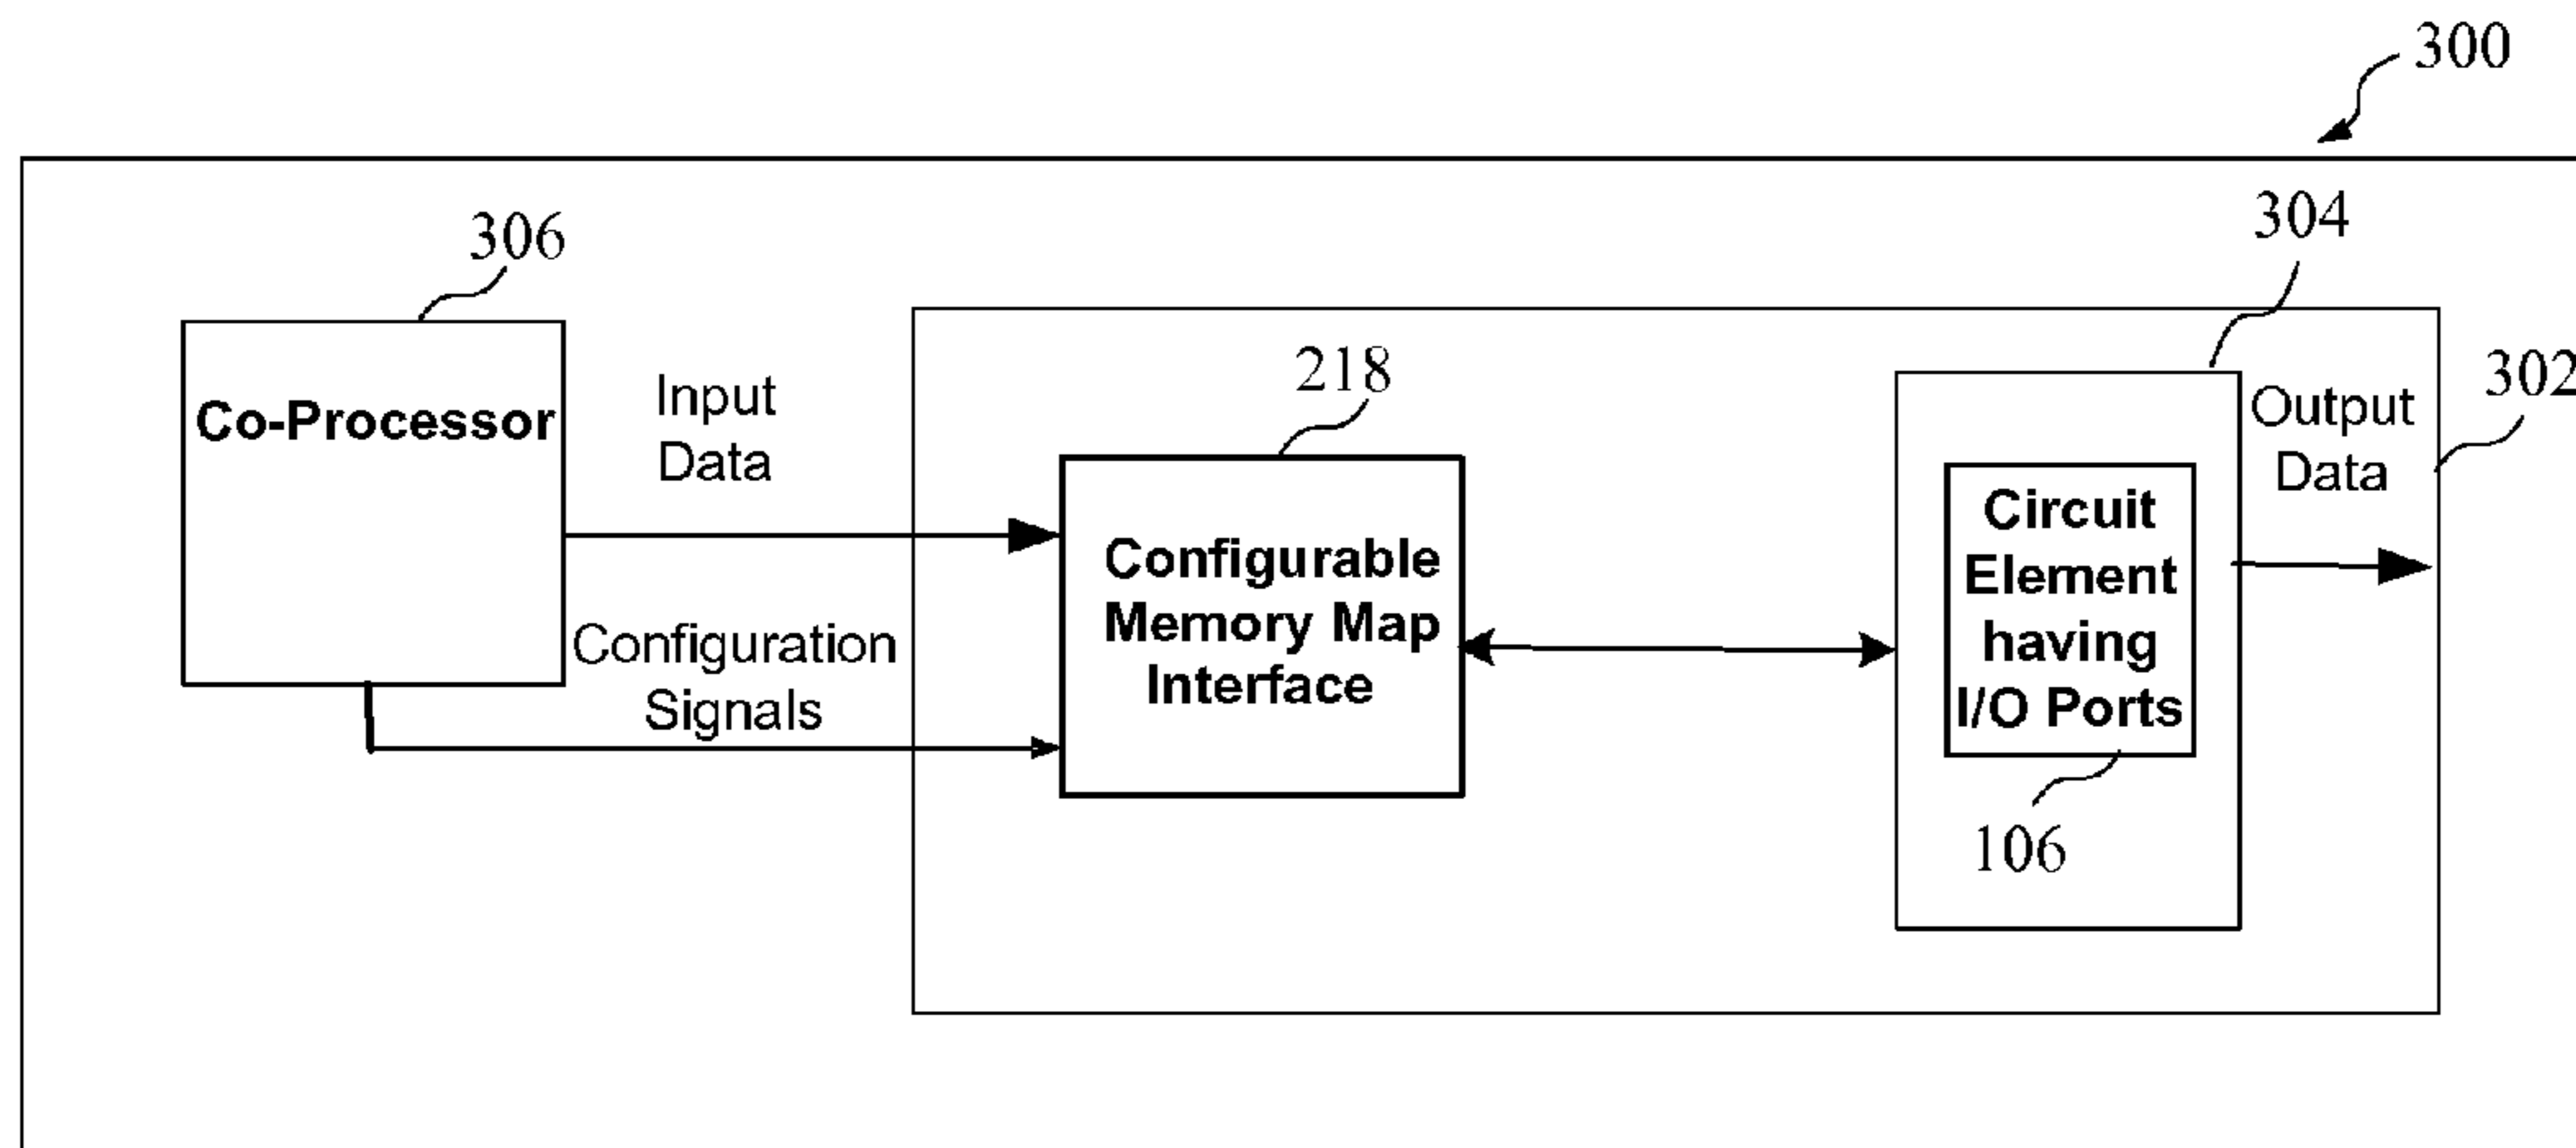 300
304
306
302
218
Co-Processor
Input
Data
Configuration
Signals
Configurable
Memory Map
Interface
Circuit
Element
having
I/O Ports
106
Output
Data